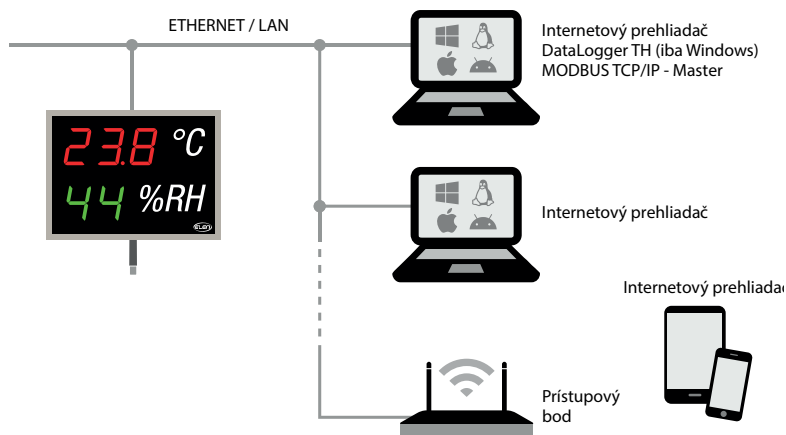 ETHERNET / LAN
Internetový prehliadač
DataLogger TH (iba Windows)
MODBUS TCP/IP - Master
23.8 °C
44 %RH
ELEN
Internetový prehliadač
Internetový prehliadač
Prístupový
bod